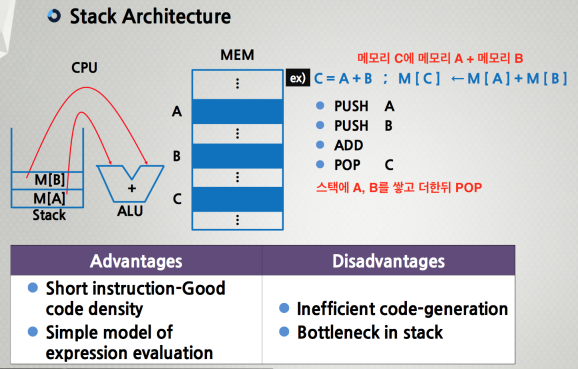 Stack Architecture
CPU
MEM
메모리 C에 메모리 A + 메모리 B
ex) C = A + B ; M [ C ] ← M [ A ] + M [ B ]
A
B
C
PUSH A
PUSH B
ADD
POP C
스택에 A, B를 쌓고 더한뒤 POP
M[B]
M[A]
Stack
+
ALU
Advantages
Disadvantages
Short instruction-Good
code density
Simple model of
expression evaluation
Inefficient code-generation
Bottleneck in stack